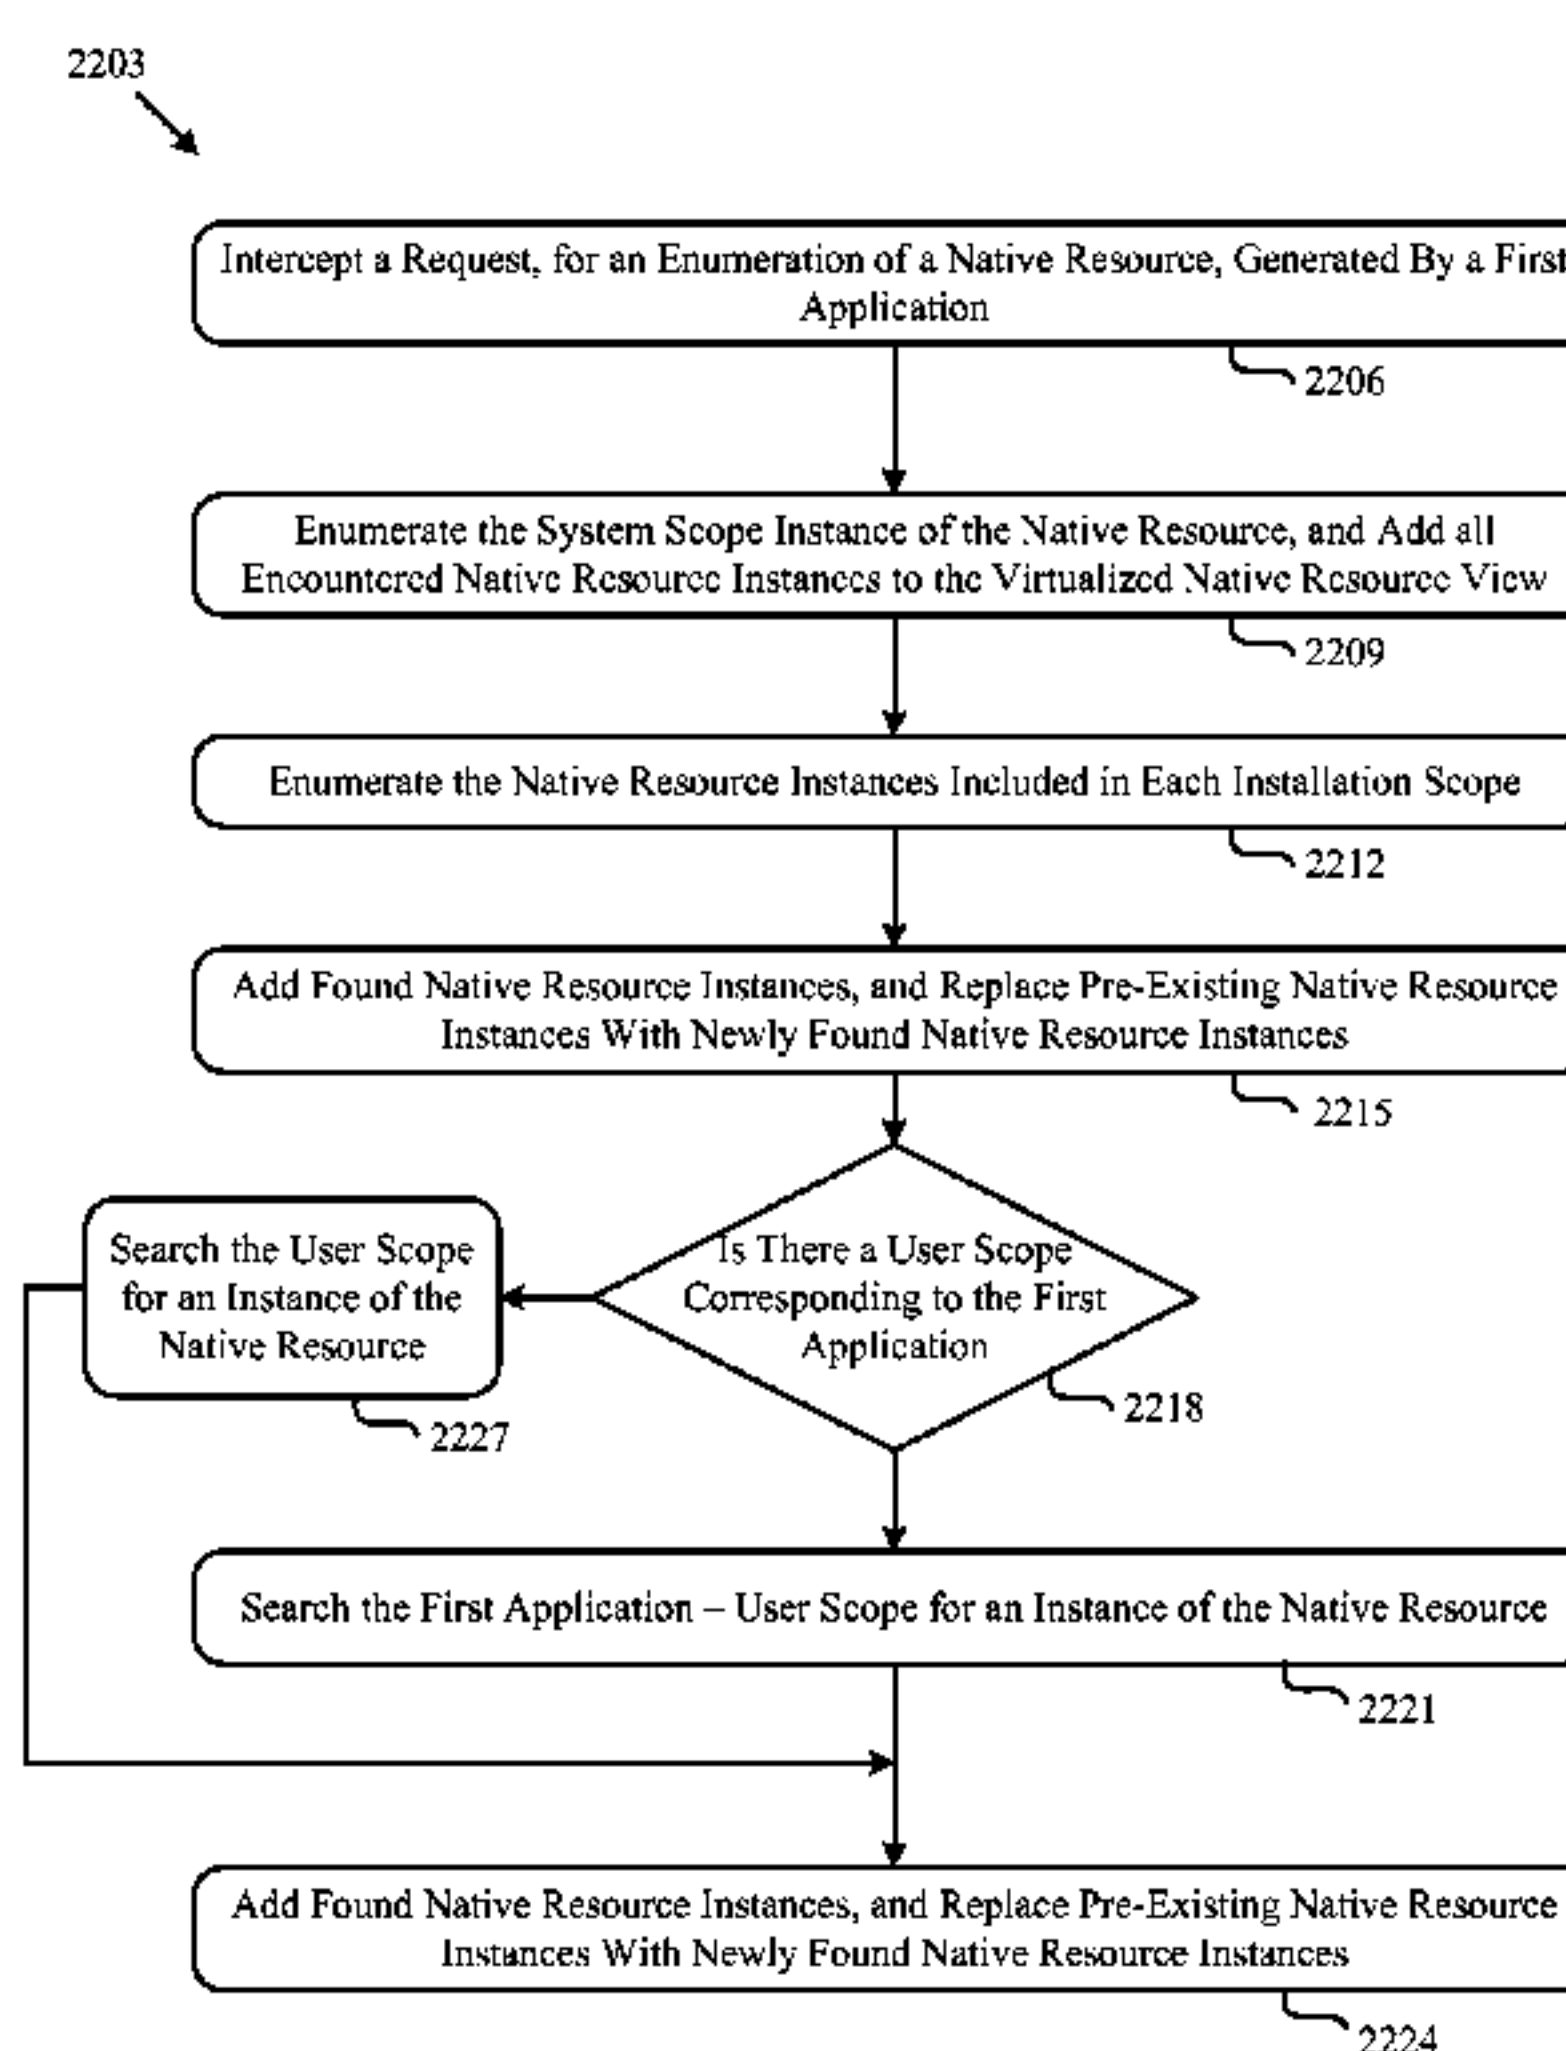 2203
Intercept a Request, for an Enumeration of a Native Resource, Generated By a First
Application
2206
Enumerate the System Scope Instance of the Native Resource, and Add all
Encountered Native Resource Instances to the Virtualized Native Resource View
2209
Enumerate the Native Resource Instances Included in Each Installation Scope
2212
Add Found Native Resource Instances, and Replace Pre-Existing Native Resource
Instances With Newly Found Native Resource Instances
2215
Search the User Scope
for an Instance of the
Native Resource
2227
Is There a User Scope
Corresponding to the First
Application
2218
Search the First Application – User Scope for an Instance of the Native Resource
2221
Add Found Native Resource Instances, and Replace Pre-Existing Native Resource
Instances With Newly Found Native Resource Instances
2224